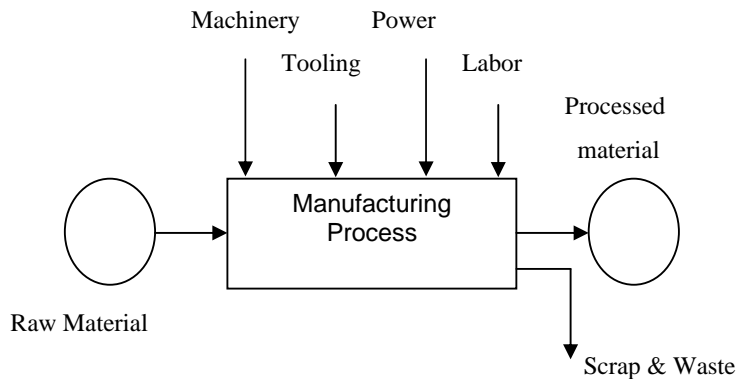 Machinery
Power
Tooling
Labor
Processed
material
Manufacturing
Process
Raw Material
Scrap & Waste